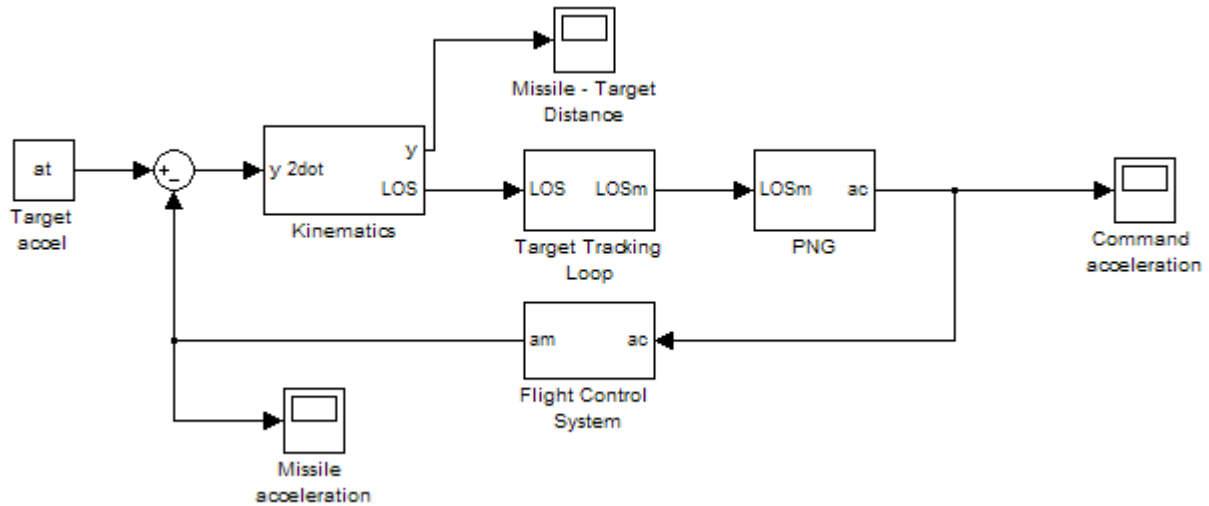 Missile - Target
Distance
at
Target
accel
+
−
y 2dot
y
LOS
Kinematics
LOS
LOSm
Target Tracking
Loop
LOSm
ac
PNG
Command
acceleration
am
ac
Flight Control
System
Missile
acceleration